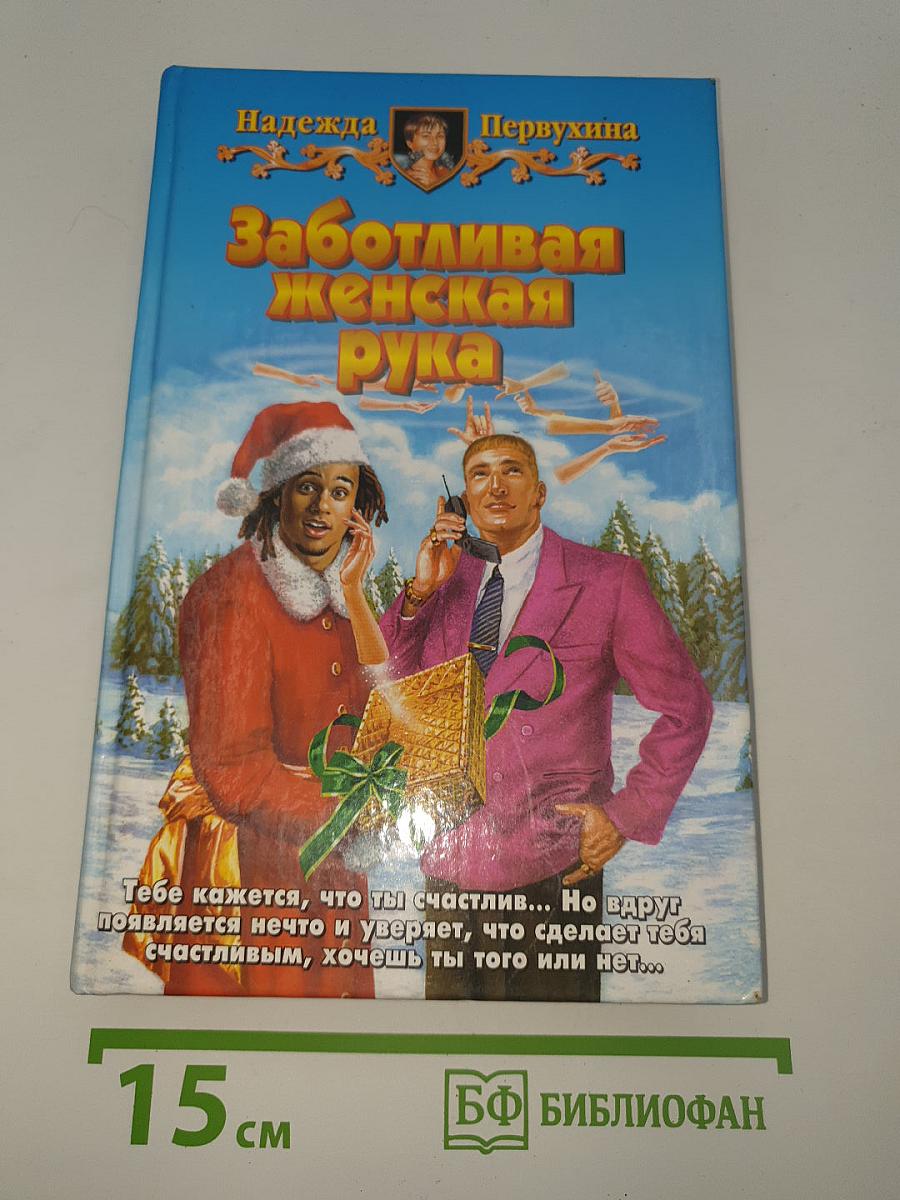 Надежда Первухина
Заботливая
женская
рука
Тебе кажется, что ты счастлив... Но вдруг
появляется нечто и уверяет, что сделает тебя
счастливым, хочешь ты того или нет...
15 см
БФ БИБЛИОФАН